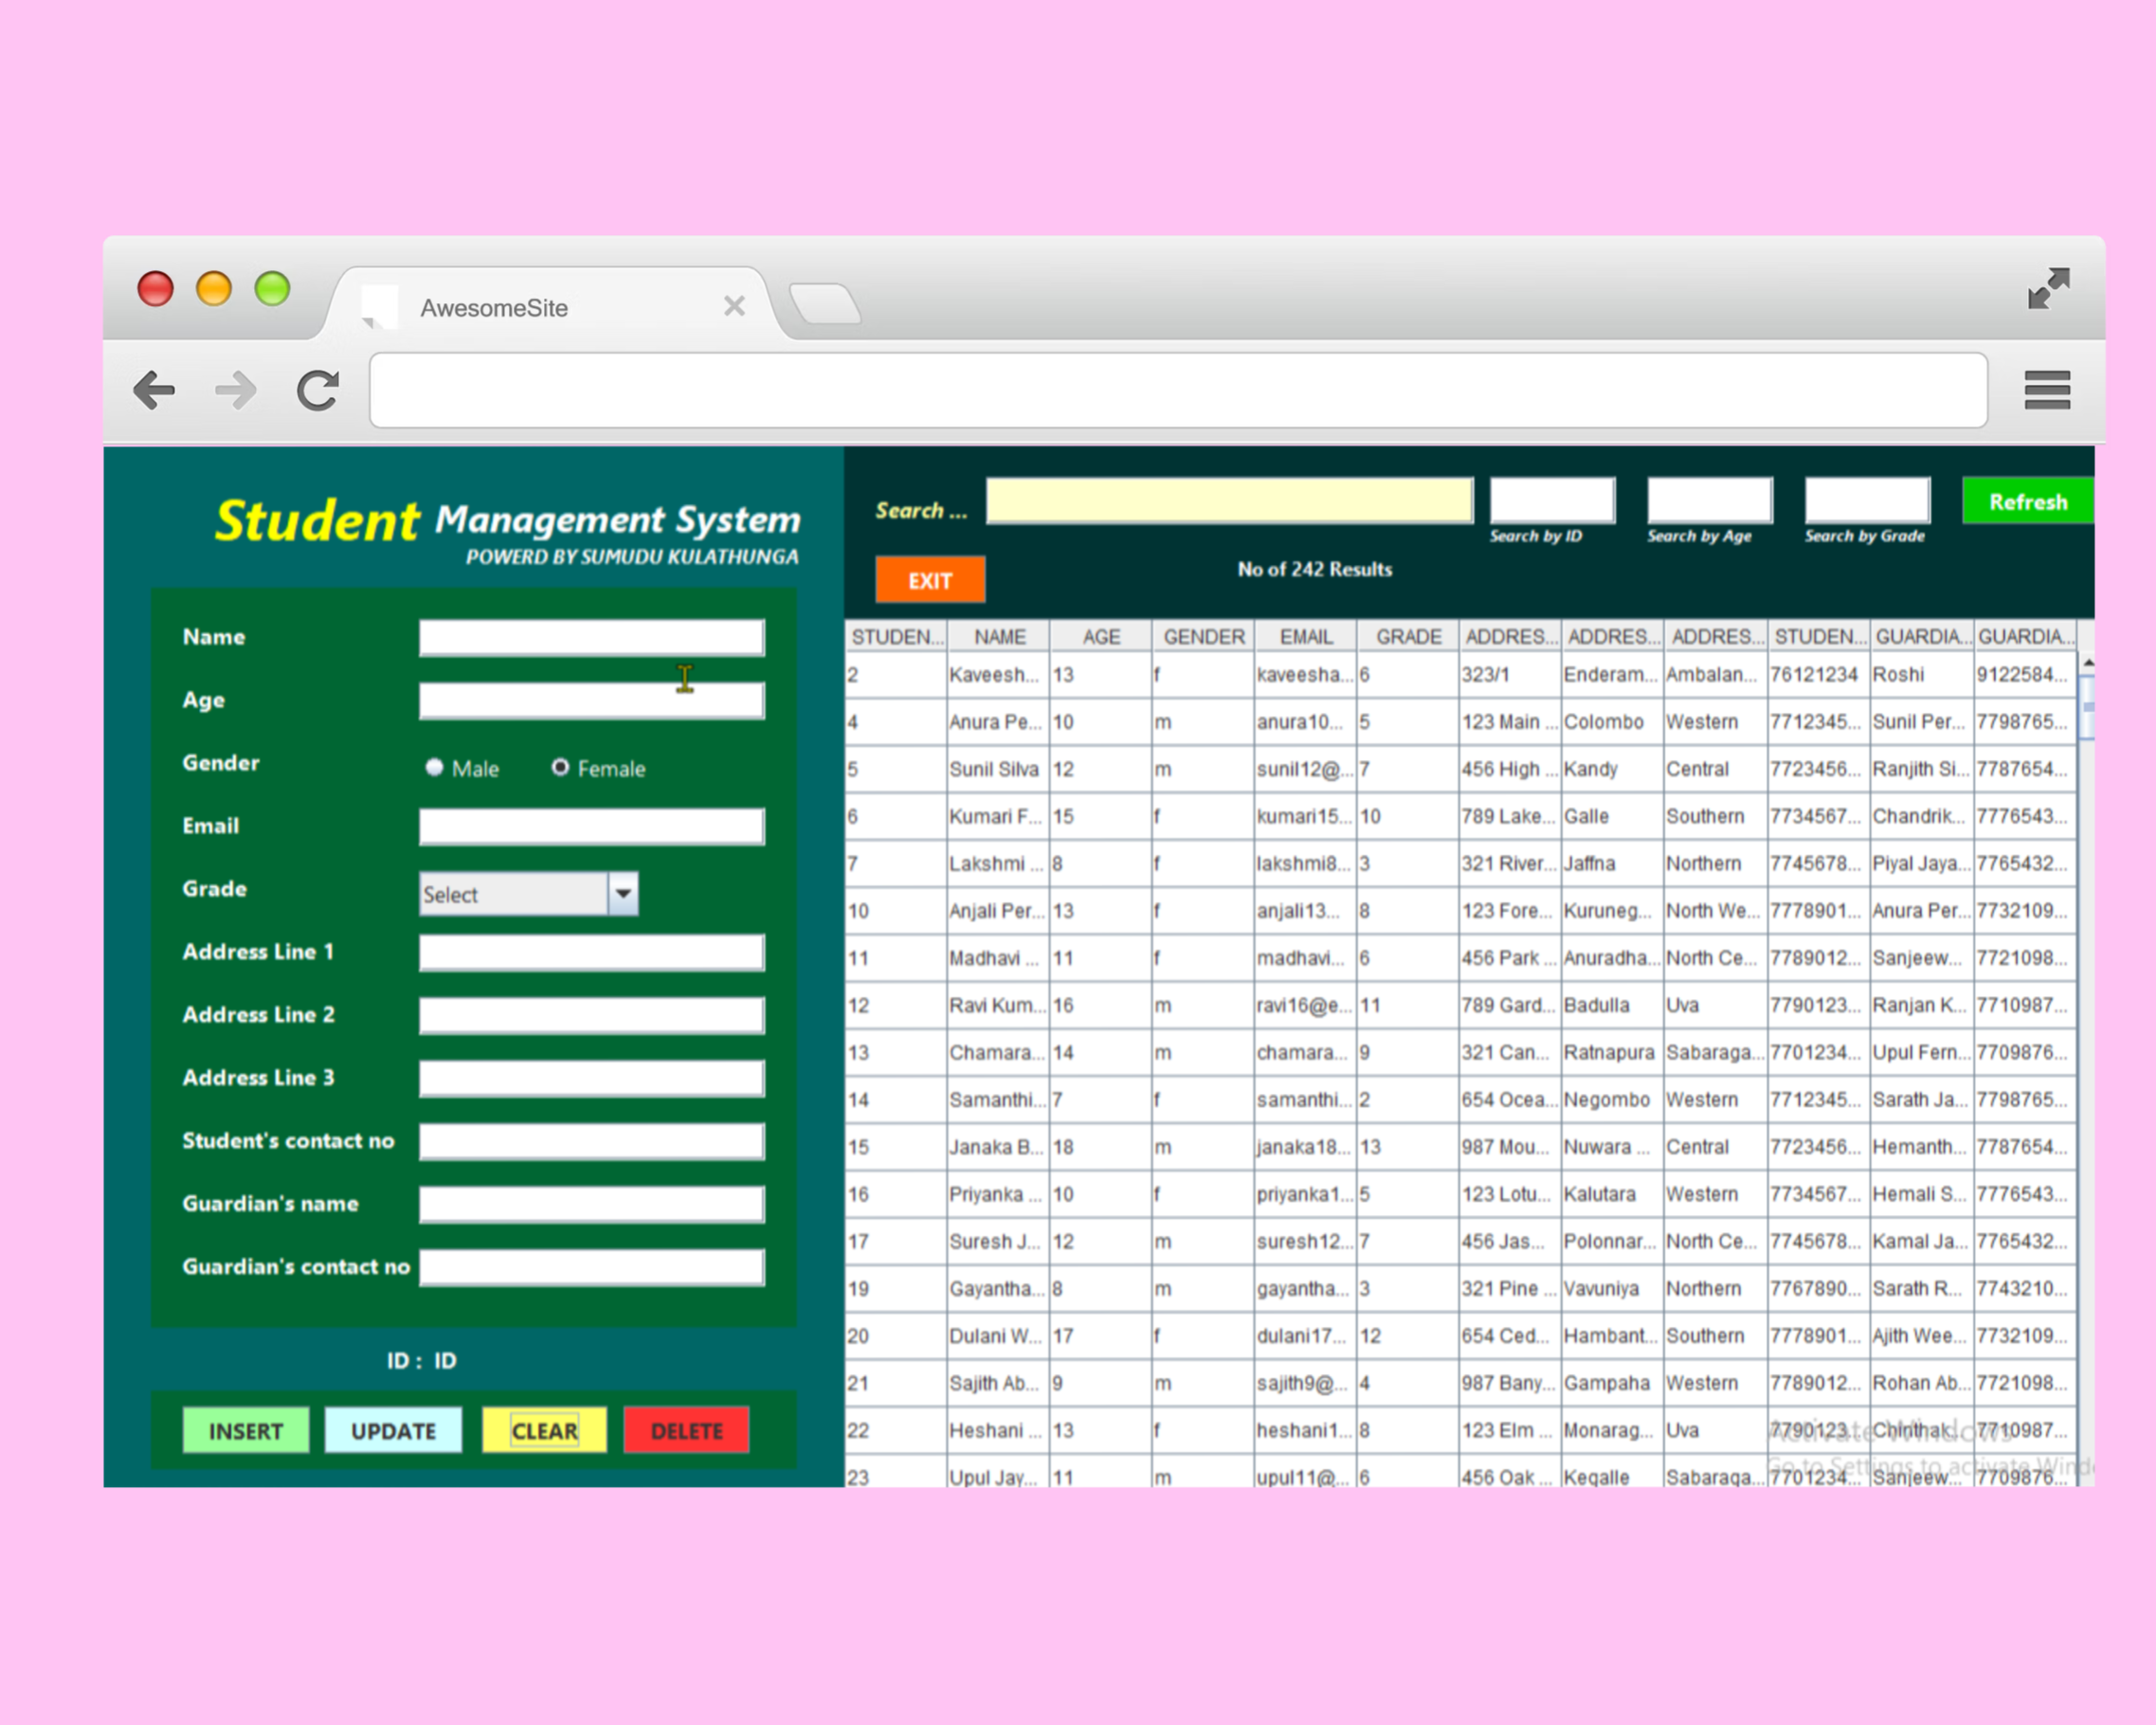 AwesomeSite
Student Management System
POWERD BY SUMUDU KULATHUNGA
Name
Age
Gender
Male Female
Email
Grade
Select
Address Line 1
Address Line 2
Address Line 3
Student's contact no
Guardian's name
Guardian's contact no
ID : ID
INSERT UPDATE CLEAR DELETE
Search ...
Search by ID Search by Age Search by Grade
Refresh
EXIT
No of 242 Results
STUDEN... NAME AGE GENDER EMAIL GRADE ADDRES... ADDRES... ADDRES... STUDEN... GUARDIA... GUARDIA...
2 Kaveesh... 13 f kaveesha... 6 323/1 Enderam... Ambalan... 76121234 Roshi 9122584...
4 Anura Pe... 10 m anura10... 5 123 Main ... Colombo Western 7712345... Sunil Per... 7798765...
5 Sunil Silva 12 m sunil12@... 7 456 High ... Kandy Central 7723456... Ranjith Si... 7787654...
6 Kumari F... 15 f kumari15... 10 789 Lake... Galle Southern 7734567... Chandrik... 7776543...
7 Lakshmi ... 8 f lakshmi8... 3 321 River... Jaffna Northern 7745678... Piyal Jaya... 7765432...
10 Anjali Per... 13 f anjali13... 8 123 Fore... Kuruneg... North We... 7778901... Anura Per... 7732109...
11 Madhavi ... 11 f madhavi... 6 456 Park ... Anuradha... North Ce... 7789012... Sanjeew... 7721098...
12 Ravi Kum... 16 m ravi16@e... 11 789 Gard... Badulla Uva 7790123... Ranjan K... 7710987...
13 Chamara... 14 m chamara... 9 321 Can... Ratnapura Sabaraga... 7701234... Upul Fern... 7709876...
14 Samanthi... 7 f samanthi... 2 654 Ocea... Negombo Western 7712345... Sarath Ja... 7798765...
15 Janaka B... 18 m janaka18... 13 987 Mou... Nuwara ... Central 7723456... Hemanth... 7787654...
16 Priyanka ... 10 f priyanka1... 5 123 Lotu... Kalutara Western 7734567... Hemali S... 7776543...
17 Suresh J... 12 m suresh12... 7 456 Jas... Polonnar... North Ce... 7745678... Kamal Ja... 7765432...
19 Gayantha... 8 m gayantha... 3 321 Pine ... Vavuniya Northern 7767890... Sarath R... 7743210...
20 Dulani W... 17 f dulani17... 12 654 Ced... Hambant... Southern 7778901... Ajith Wee... 7732109...
21 Sajith Ab... 9 m sajith9@... 4 987 Bany... Gampaha Western 7789012... Rohan Ab... 7721098...
22 Heshani ... 13 f heshani1... 8 123 Elm ... Monarag... Uva 7790123... Chinthak... 7710987...
23 Upul Jay... 11 m upul11@... 6 456 Oak ... Kegalle Sabaraga... 7701234... Sanjeew... 7709876...
Activate Windows
Go to Settings to activate Wind